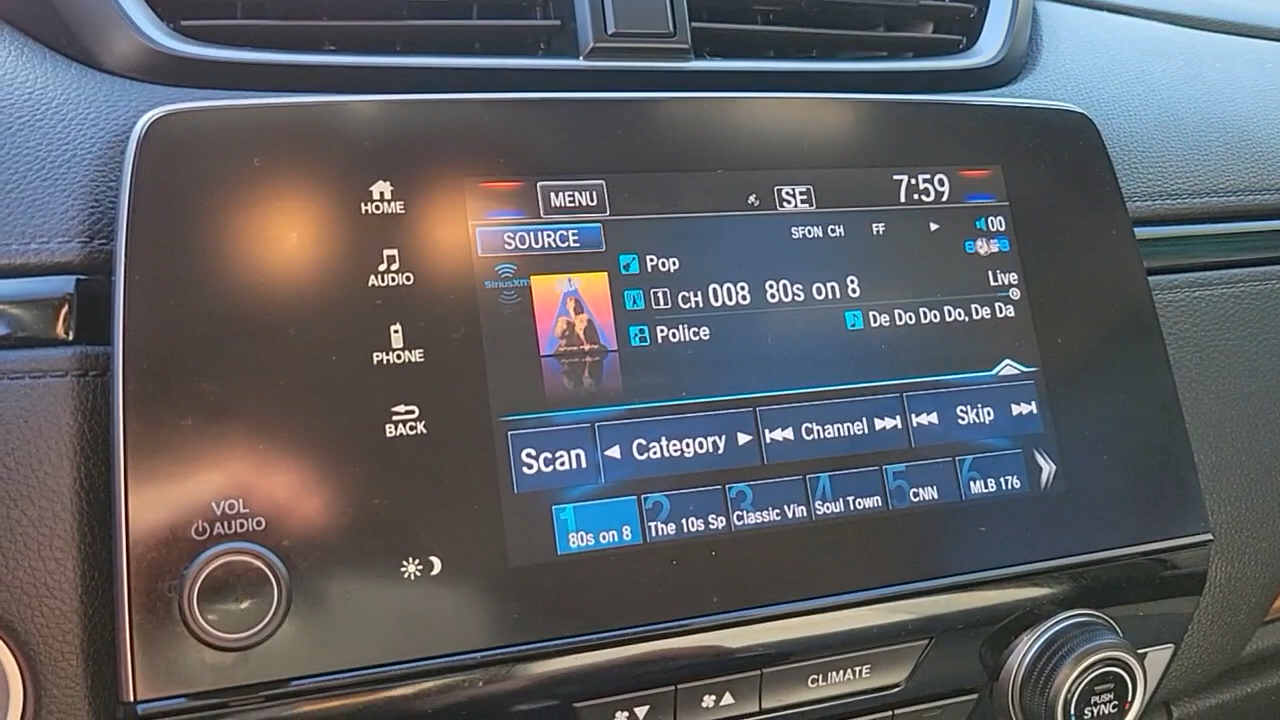 HOME
AUDIO
PHONE
BACK
VOL
AUDIO
MENU
SE
7:59
SOURCE
SFON CH FF
00
SiriusXM
Pop
1 CH 008 80s on 8
Live
Police
De Do Do Do, De Da
Scan
Category
Channel
Skip
1 80s on 8
2 The 10s Sp
3 Classic Vin
4 Soul Town
5 CNN
6 MLB 176
CLIMATE
PUSH
SYNC